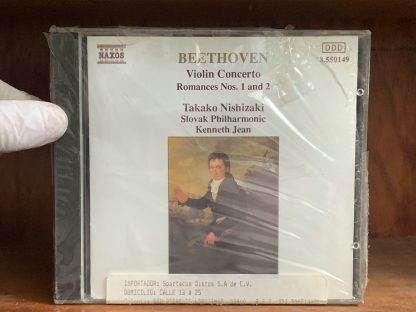 NAXOS
DDD
8.550149
BEETHOVEN
Violin Concerto
Romances Nos. 1 and 2
Takako Nishizaki
Slovak Philharmonic
Kenneth Jean
IMPORTADOR: Spartacus Discos S.A de C.V.
DOMICILIO: CALLE 13 # 25